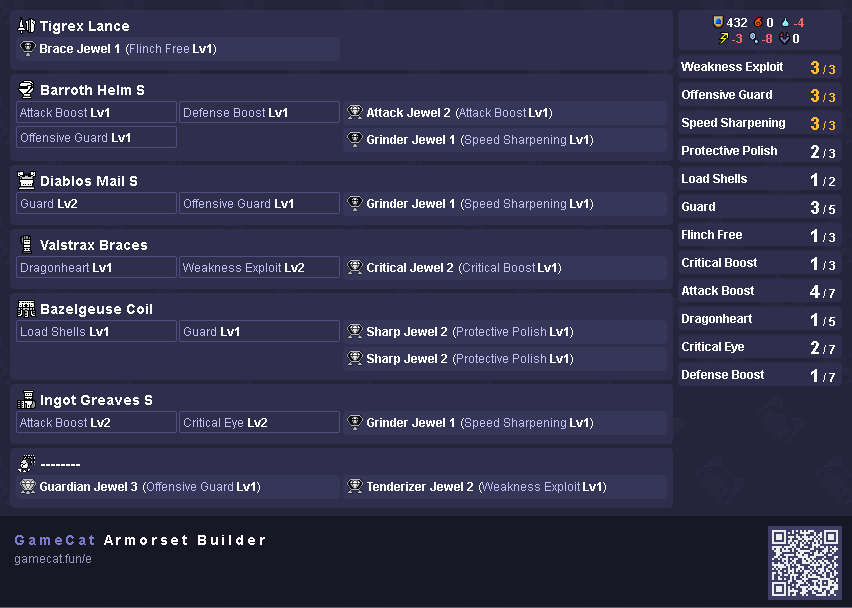 Tigrex Lance
Brace Jewel 1 (Flinch Free Lv1)
Barroth Helm S
Attack Boost Lv1 Defense Boost Lv1 Attack Jewel 2 (Attack Boost Lv1)
Offensive Guard Lv1 Grinder Jewel 1 (Speed Sharpening Lv1)
Diablos Mail S
Guard Lv2 Offensive Guard Lv1 Grinder Jewel 1 (Speed Sharpening Lv1)
Valstrax Braces
Dragonheart Lv1 Weakness Exploit Lv2 Critical Jewel 2 (Critical Boost Lv1)
Bazelgeuse Coil
Load Shells Lv1 Guard Lv1 Sharp Jewel 2 (Protective Polish Lv1)
Sharp Jewel 2 (Protective Polish Lv1)
Ingot Greaves S
Attack Boost Lv2 Critical Eye Lv2 Grinder Jewel 1 (Speed Sharpening Lv1)
--------
Guardian Jewel 3 (Offensive Guard Lv1) Tenderizer Jewel 2 (Weakness Exploit Lv1)
432 0 -4
-3 -8 0
Weakness Exploit 3 / 3
Offensive Guard 3 / 3
Speed Sharpening 3 / 3
Protective Polish 2 / 3
Load Shells 1 / 2
Guard 3 / 5
Flinch Free 1 / 3
Critical Boost 1 / 3
Attack Boost 4 / 7
Dragonheart 1 / 5
Critical Eye 2 / 7
Defense Boost 1 / 7
GameCat Armorset Builder
gamecat.fun/e